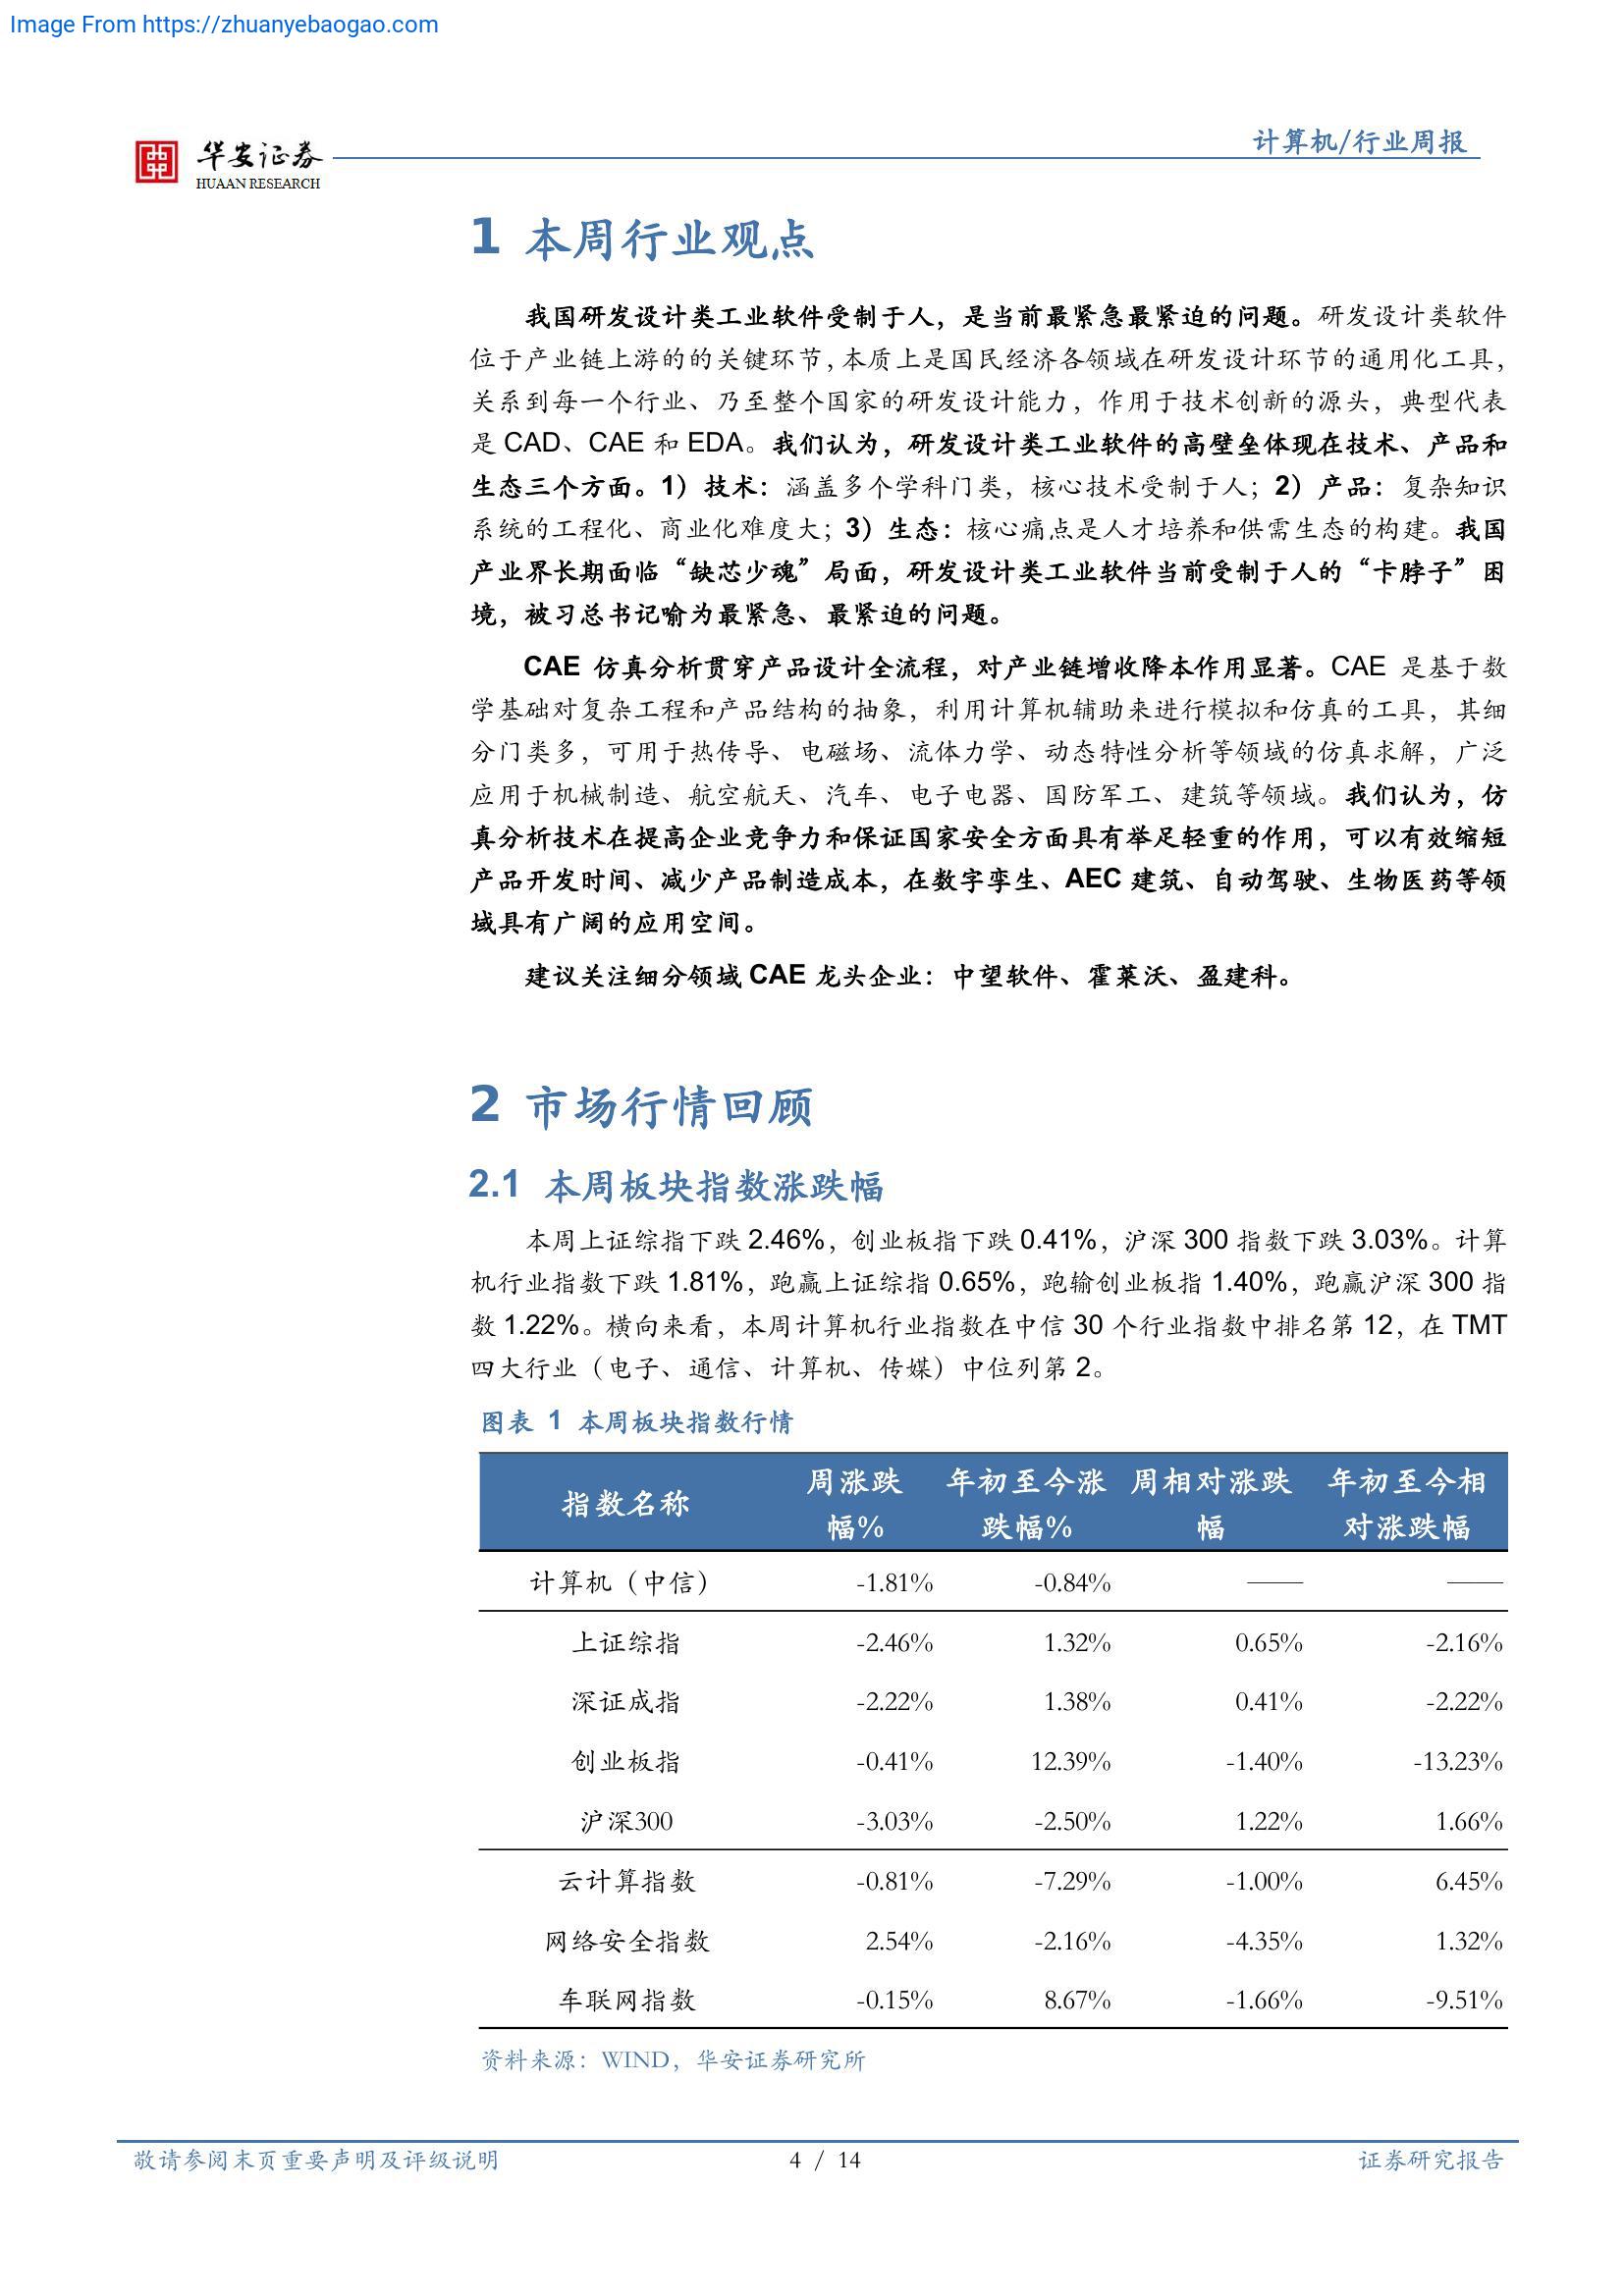 Image From https://zhuanyebaogao.com
华安证券
HUAAN RESEARCH
计算机/行业周报
1 本周行业观点
我国研发设计类工业软件受制于人，是当前最紧急最紧迫的问题。研发设计类软件
位于产业链上游的的关键环节，本质上是国民经济各领域在研发设计环节的通用化工具，
关系到每一个行业、乃至整个国家的研发设计能力，作用于技术创新的源头，典型代表
是 CAD、CAE 和 EDA。我们认为，研发设计类工业软件的高壁垒体现在技术、产品和
生态三个方面。1）技术：涵盖多个学科门类，核心技术受制于人；2）产品：复杂知识
系统的工程化、商业化难度大；3）生态：核心痛点是人才培养和供需生态的构建。我国
产业界长期面临“缺芯少魂”局面，研发设计类工业软件当前受制于人的“卡脖子”困
境，被习总书记喻为最紧急、最紧迫的问题。
CAE 仿真分析贯穿产品设计全流程，对产业链增收降本作用显著。CAE 是基于数
学基础对复杂工程和产品结构的抽象，利用计算机辅助来进行模拟和仿真的工具，其细
分门类多，可用于热传导、电磁场、流体力学、动态特性分析等领域的仿真求解，广泛
应用于机械制造、航空航天、汽车、电子电器、国防军工、建筑等领域。我们认为，仿
真分析技术在提高企业竞争力和保证国家安全方面具有举足轻重的作用，可以有效缩短
产品开发时间、减少产品制造成本，在数字孪生、AEC 建筑、自动驾驶、生物医药等领
域具有广阔的应用空间。
建议关注细分领域 CAE 龙头企业：中望软件、霍莱沃、盈建科。
2 市场行情回顾
2.1 本周板块指数涨跌幅
本周上证综指下跌 2.46%，创业板指下跌 0.41%，沪深 300 指数下跌 3.03%。计算
机行业指数下跌 1.81%，跑赢上证综指 0.65%，跑输创业板指 1.40%，跑赢沪深 300 指
数 1.22%。横向来看，本周计算机行业指数在中信 30 个行业指数中排名第 12，在 TMT
四大行业（电子、通信、计算机、传媒）中位列第 2。
图表 1 本周板块指数行情
指数名称 周涨跌幅% 年初至今涨跌幅% 周相对涨跌幅 年初至今相对涨跌幅
计算机（中信） -1.81% -0.84% —— ——
上证综指 -2.46% 1.32% 0.65% -2.16%
深证成指 -2.22% 1.38% 0.41% -2.22%
创业板指 -0.41% 12.39% -1.40% -13.23%
沪深300 -3.03% -2.50% 1.22% 1.66%
云计算指数 -0.81% -7.29% -1.00% 6.45%
网络安全指数 2.54% -2.16% -4.35% 1.32%
车联网指数 -0.15% 8.67% -1.66% -9.51%
资料来源：WIND，华安证券研究所
敬请参阅末页重要声明及评级说明 4 / 14 证券研究报告